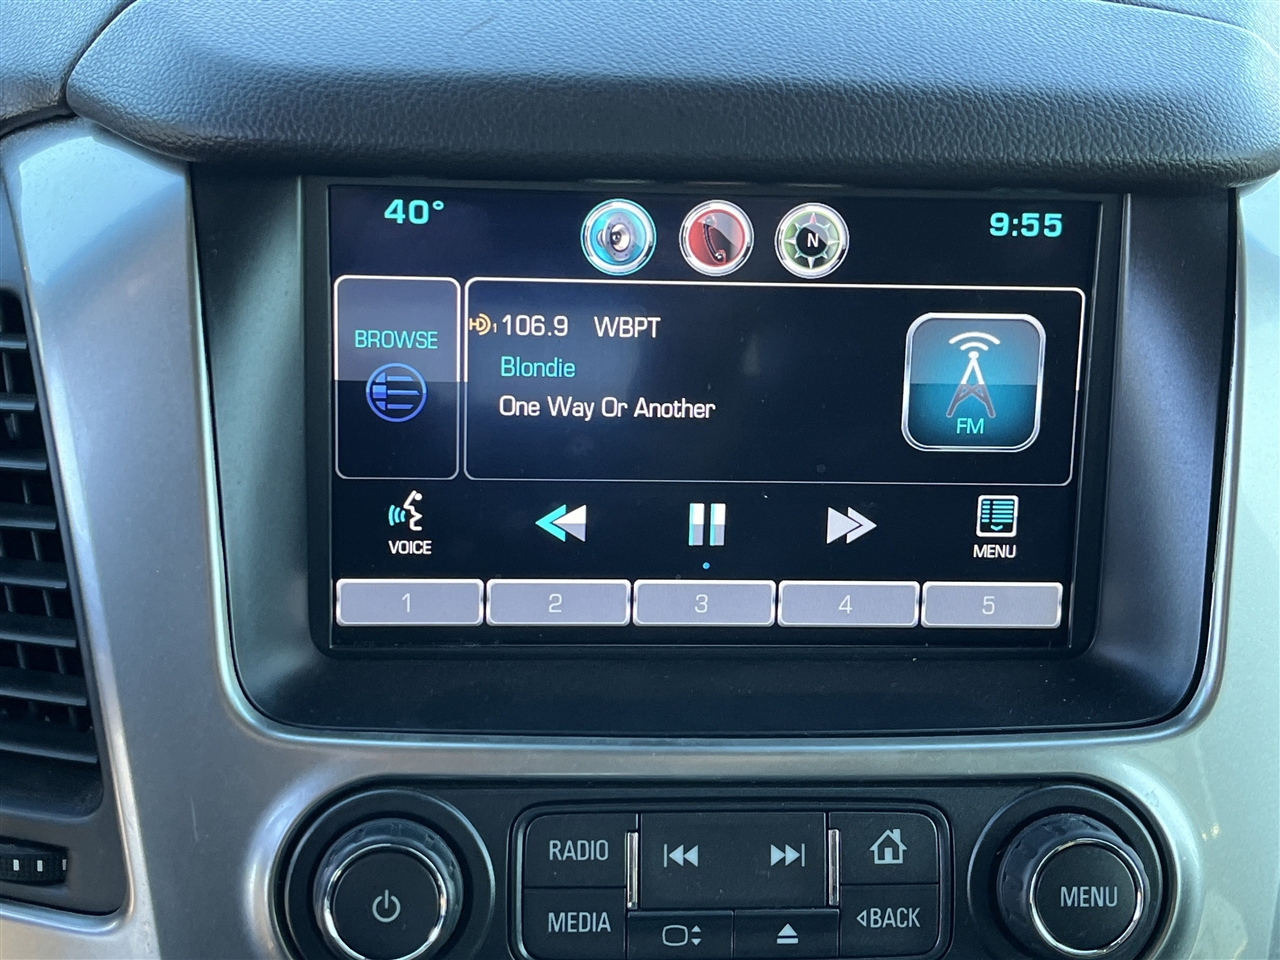 40°
N
9:55
BROWSE
HD1 106.9 WBPT
Blondie
One Way Or Another
FM
VOICE
MENU
1 2 3 4 5
RADIO
MEDIA
BACK
MENU